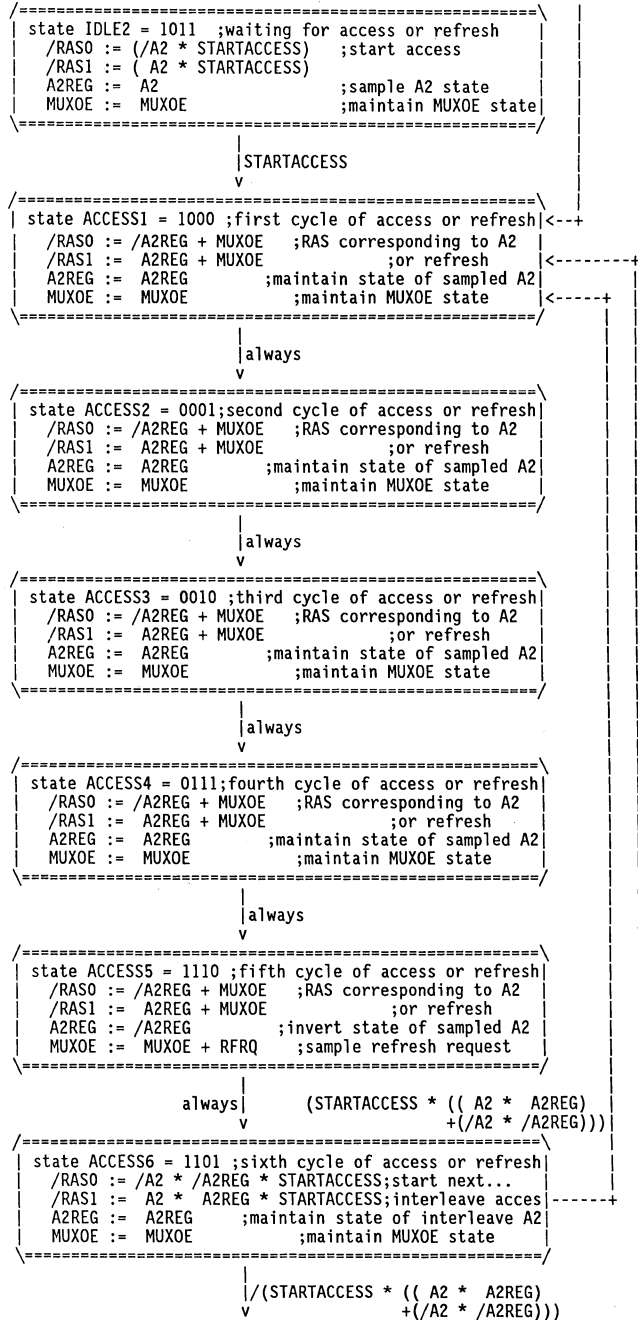 /===================================================\
| state IDLE2 = 1011 ;waiting for access or refresh |
| /RAS0 := (/A2 * STARTACCESS) ;start access |
| /RAS1 := ( A2 * STARTACCESS) |
| A2REG := A2 ;sample A2 state |
| MUXOE := MUXOE ;maintain MUXOE state|
\===================================================/
|STARTACCESS
v
/===================================================\
| state ACCESS1 = 1000 ;first cycle of access or refresh|<--+
| /RAS0 := /A2REG + MUXOE ;RAS corresponding to A2 |
| /RAS1 := A2REG + MUXOE ;or refresh |<--------+
| A2REG := A2REG ;maintain state of sampled A2|
| MUXOE := MUXOE ;maintain MUXOE state |<-----+
\===================================================/
|always
v
/===================================================\
| state ACCESS2 = 0001;second cycle of access or refresh|
| /RAS0 := /A2REG + MUXOE ;RAS corresponding to A2 |
| /RAS1 := A2REG + MUXOE ;or refresh |
| A2REG := A2REG ;maintain state of sampled A2|
| MUXOE := MUXOE ;maintain MUXOE state |
\===================================================/
|always
v
/===================================================\
| state ACCESS3 = 0010 ;third cycle of access or refresh|
| /RAS0 := /A2REG + MUXOE ;RAS corresponding to A2 |
| /RAS1 := A2REG + MUXOE ;or refresh |
| A2REG := A2REG ;maintain state of sampled A2|
| MUXOE := MUXOE ;maintain MUXOE state |
\===================================================/
|always
v
/===================================================\
| state ACCESS4 = 0111;fourth cycle of access or refresh|
| /RAS0 := /A2REG + MUXOE ;RAS corresponding to A2 |
| /RAS1 := A2REG + MUXOE ;or refresh |
| A2REG := A2REG ;maintain state of sampled A2|
| MUXOE := MUXOE ;maintain MUXOE state |
\===================================================/
|always
v
/===================================================\
| state ACCESS5 = 1110 ;fifth cycle of access or refresh|
| /RAS0 := /A2REG + MUXOE ;RAS corresponding to A2 |
| /RAS1 := A2REG + MUXOE ;or refresh |
| A2REG := /A2REG ;invert state of sampled A2 |
| MUXOE := MUXOE + RFRQ ;sample refresh request |
\===================================================/
always| (STARTACCESS * (( A2 * A2REG)
v +(/A2 * /A2REG)))
/===================================================\
| state ACCESS6 = 1101 ;sixth cycle of access or refresh|
| /RAS0 := /A2 * /A2REG * STARTACCESS;start next... |
| /RAS1 := A2 * A2REG * STARTACCESS;interleave acces|------+
| A2REG := A2REG ;maintain state of interleave A2|
| MUXOE := MUXOE ;maintain MUXOE state |
\===================================================/
|/(STARTACCESS * (( A2 * A2REG)
v +(/A2 * /A2REG)))